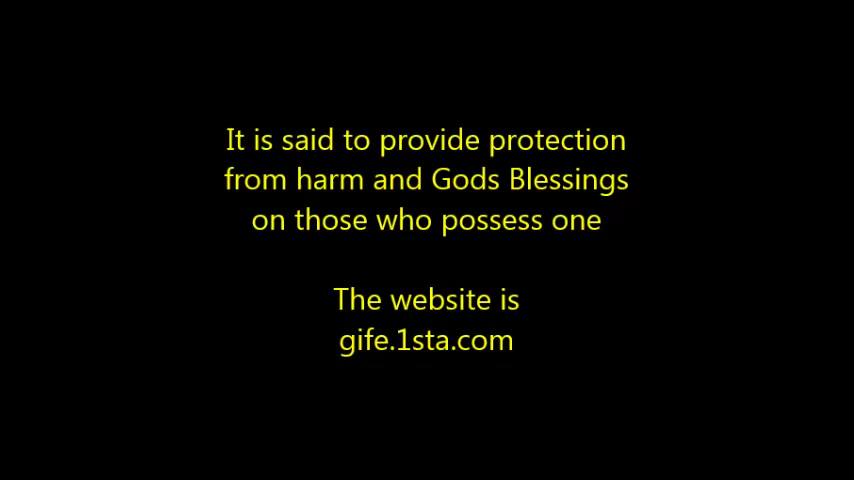 It is said to provide protection
from harm and Gods Blessings
on those who possess one
The website is
gife.1sta.com